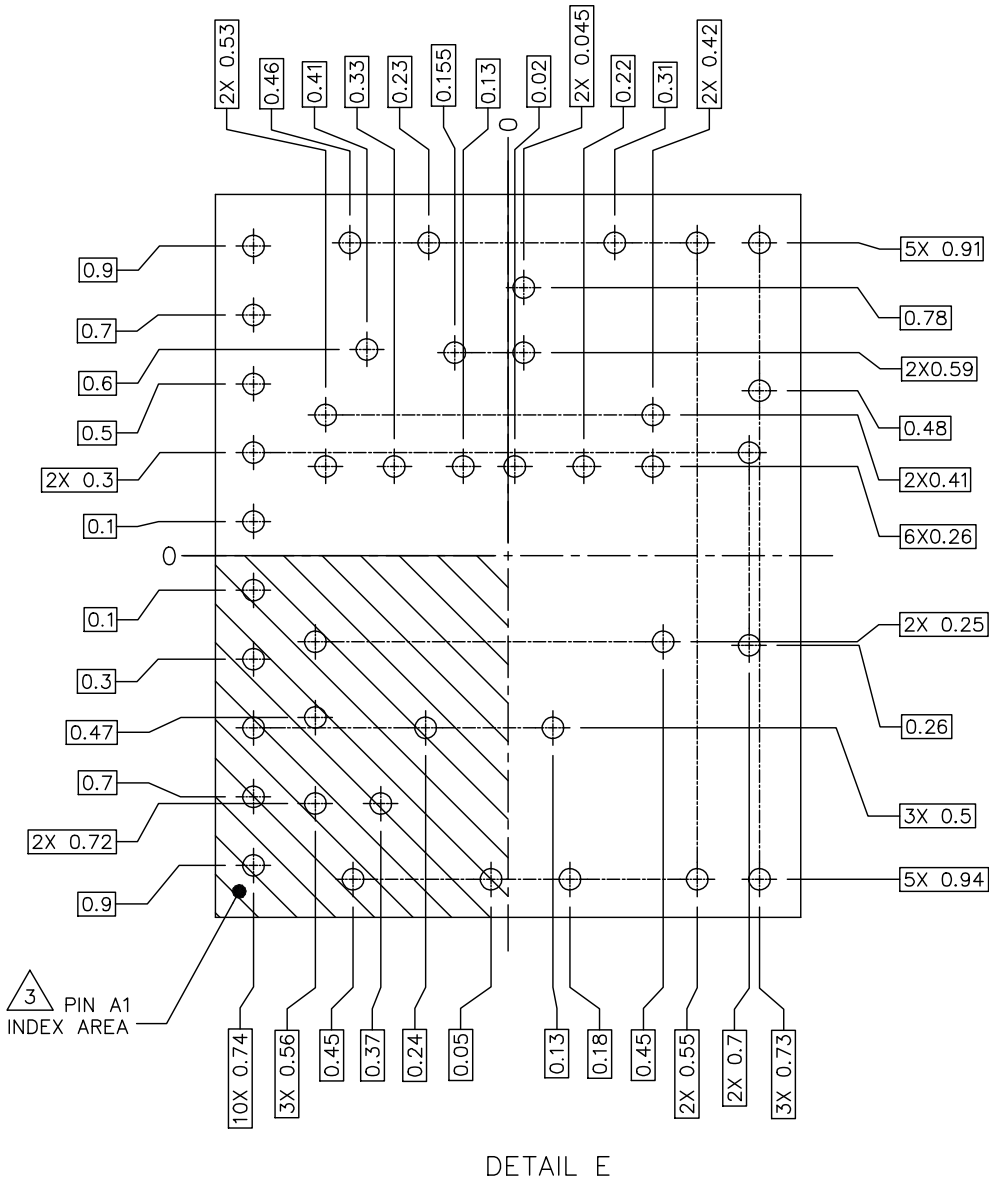 2X 0.53
0.46
0.41
0.33
0.23
0.155
0.13
0.02
2X 0.045
0.22
0.31
2X 0.42
0
0.9
0.7
0.6
0.5
2X 0.3
0.1
0
0.1
0.3
0.47
0.7
2X 0.72
0.9
5X 0.91
0.78
2X0.59
0.48
2X0.41
6X0.26
2X 0.25
0.26
3X 0.5
5X 0.94
3 PIN A1
INDEX AREA
10X 0.74
3X 0.56
0.45
0.37
0.24
0.05
0.13
0.18
0.45
2X 0.55
2X 0.7
3X 0.73
DETAIL E